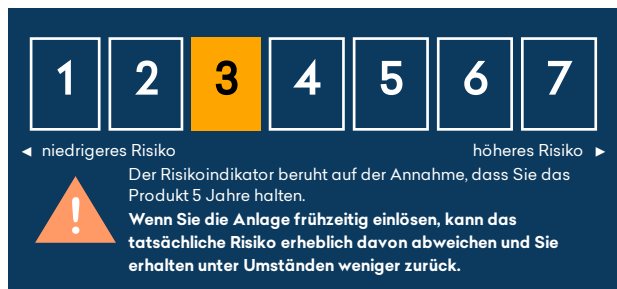 1 2 3 4 5 6 7
◄ niedrigeres Risiko höheres Risiko ►
Der Risikoindikator beruht auf der Annahme, dass Sie das
Produkt 5 Jahre halten.
Wenn Sie die Anlage frühzeitig einlösen, kann das
tatsächliche Risiko erheblich davon abweichen und Sie
erhalten unter Umständen weniger zurück.